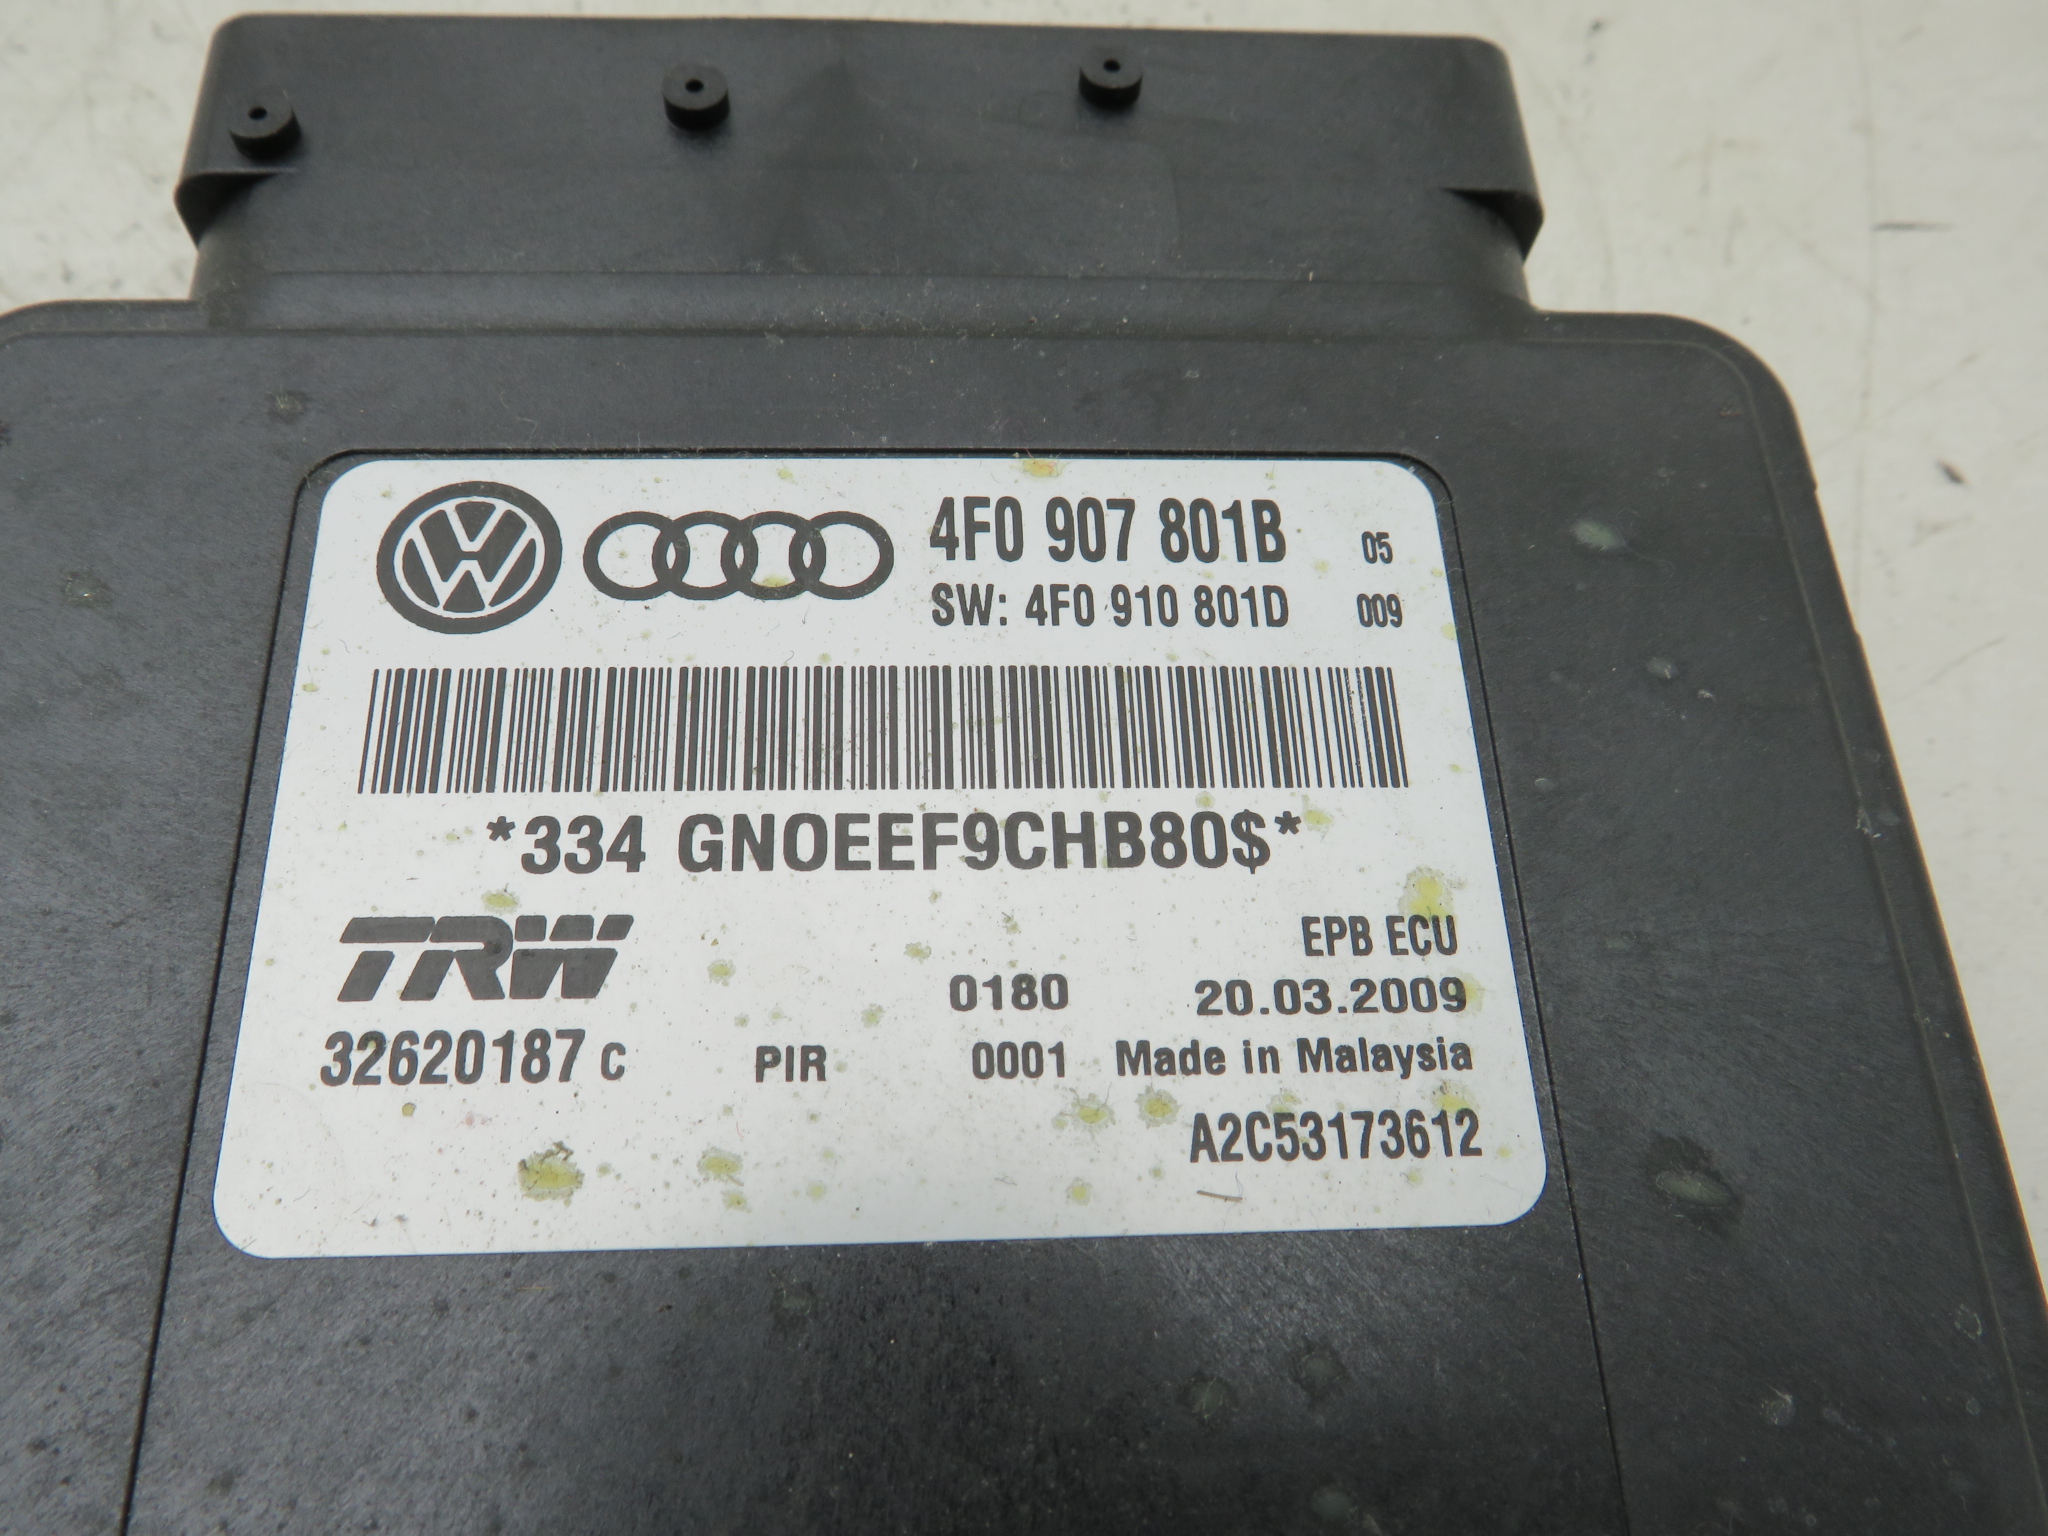 4F0 907 801B 05
SW: 4F0 910 801D 009
*334 GN0EEF9CHB80$*
TRW
EPB ECU
0180 20.03.2009
32620187 C PIR 0001 Made in Malaysia
A2C53173612